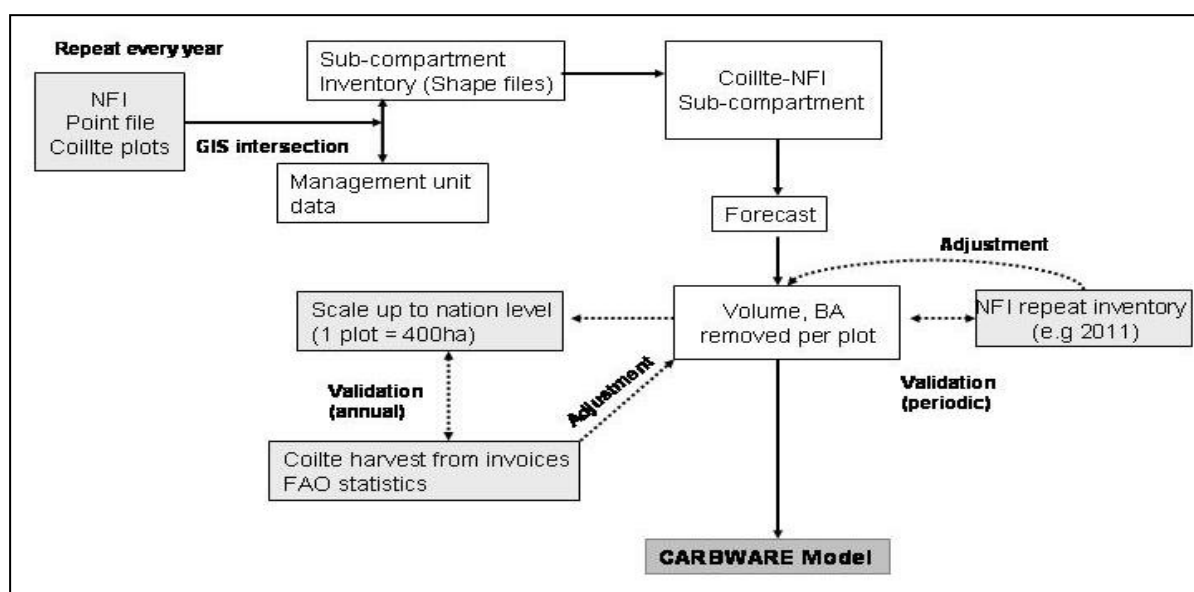 Repeat every year
NFI
Point file
Coillte plots
GIS intersection
Sub-compartment
Inventory (Shape files)
Management unit
data
Coillte-NFI
Sub-compartment
Forecast
Adjustment
Volume, BA
removed per plot
NFI repeat inventory
(e.g 2011)
Validation
(periodic)
Scale up to nation level
(1 plot = 400ha)
Validation
(annual)
Adjustment
Coilte harvest from invoices
FAO statistics
CARBWARE Model